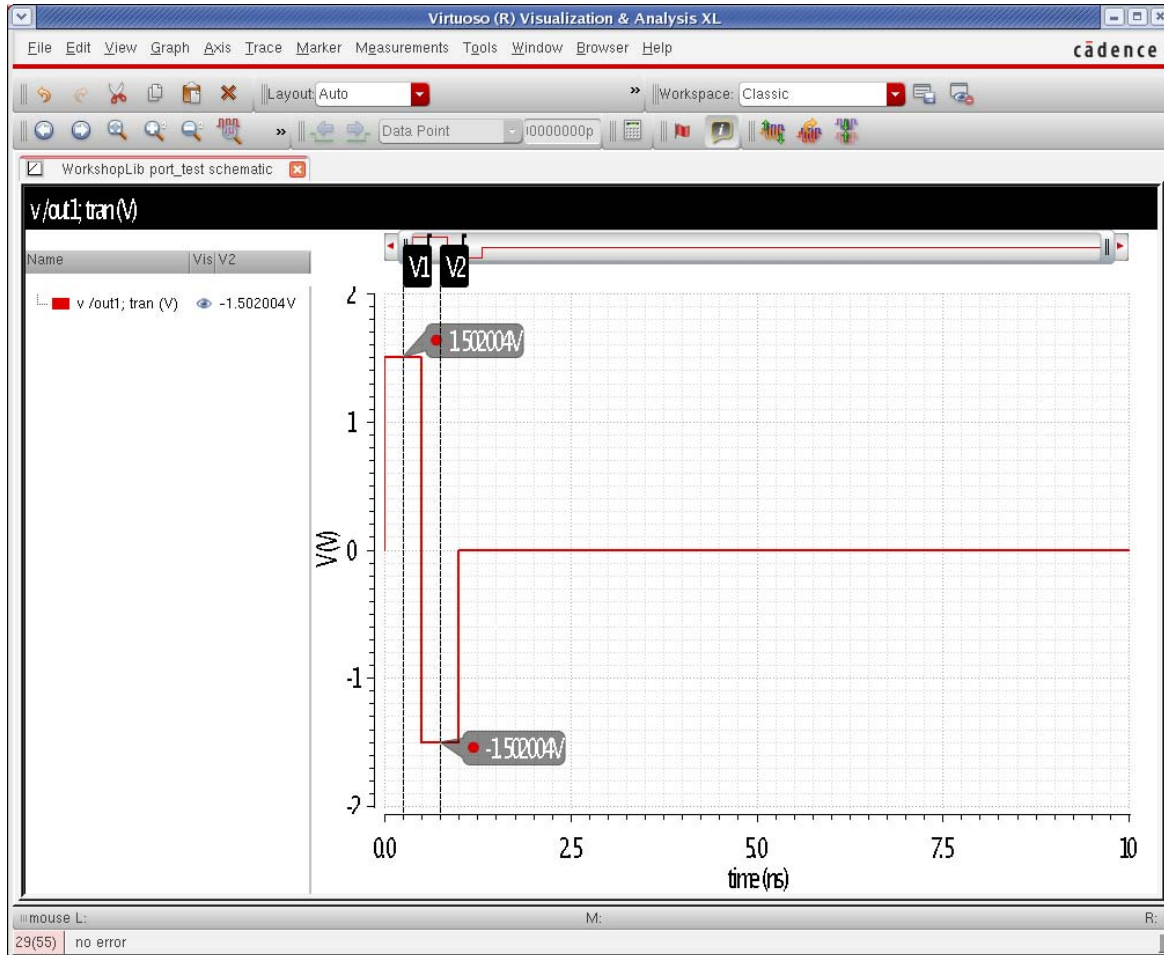 Virtuoso (R) Visualization & Analysis XL
File Edit View Graph Axis Trace Marker Measurements Tools Window Browser Help cādence
Layout: Auto » Workspace: Classic
» Data Point 10000000p
WorkshopLib port_test schematic
v /out1; tran (V)
Name Vis V2
v /out1; tran (V) -1.502004V
V1 V2
2
1.502004V
1
V (V)
0
-1
-1.502004V
-2
0.0 2.5 5.0 7.5 10
time (ns)
mouse L: M: R:
29(55) no error